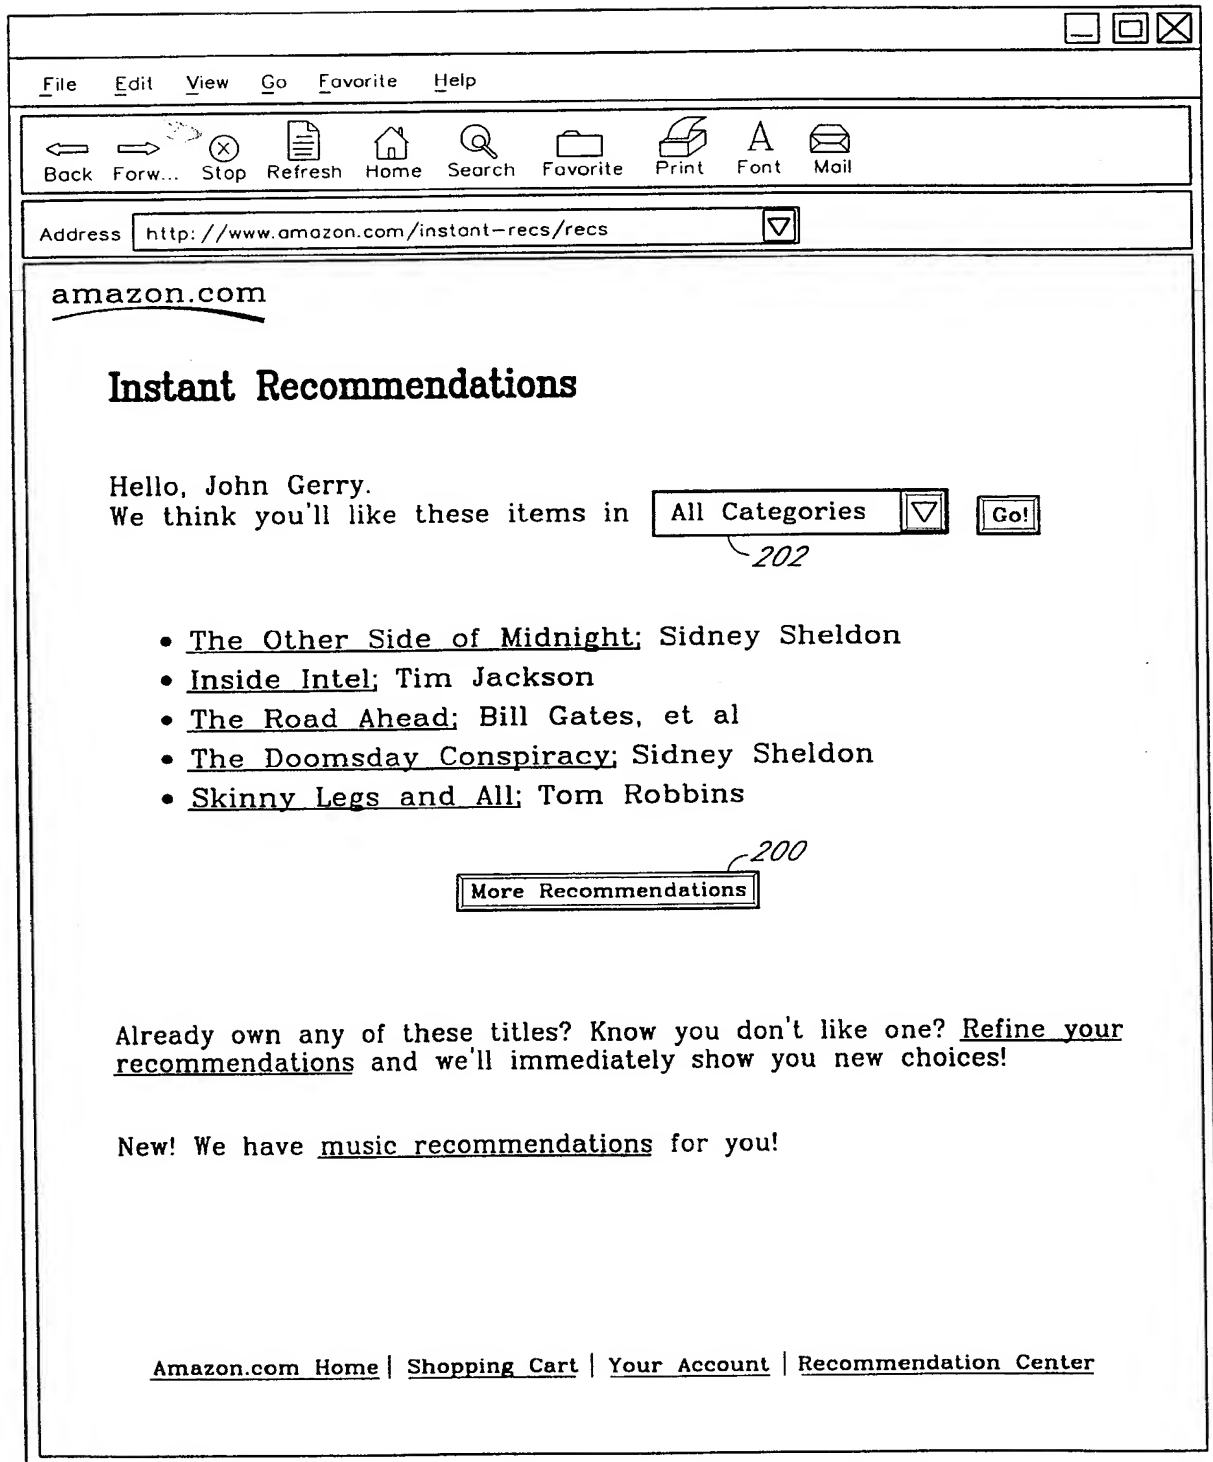 File Edit View Go Favorite Help
Back Forw... Stop Refresh Home Search Favorite Print Font Mail
Address http://www.amazon.com/instant-recs/recs
amazon.com
Instant Recommendations
Hello, John Gerry.
We think you'll like these items in All Categories Go!
202
• The Other Side of Midnight; Sidney Sheldon
• Inside Intel; Tim Jackson
• The Road Ahead; Bill Gates, et al
• The Doomsday Conspiracy; Sidney Sheldon
• Skinny Legs and All; Tom Robbins
200
More Recommendations
Already own any of these titles? Know you don't like one? Refine your
recommendations and we'll immediately show you new choices!
New! We have music recommendations for you!
Amazon.com Home | Shopping Cart | Your Account | Recommendation Center